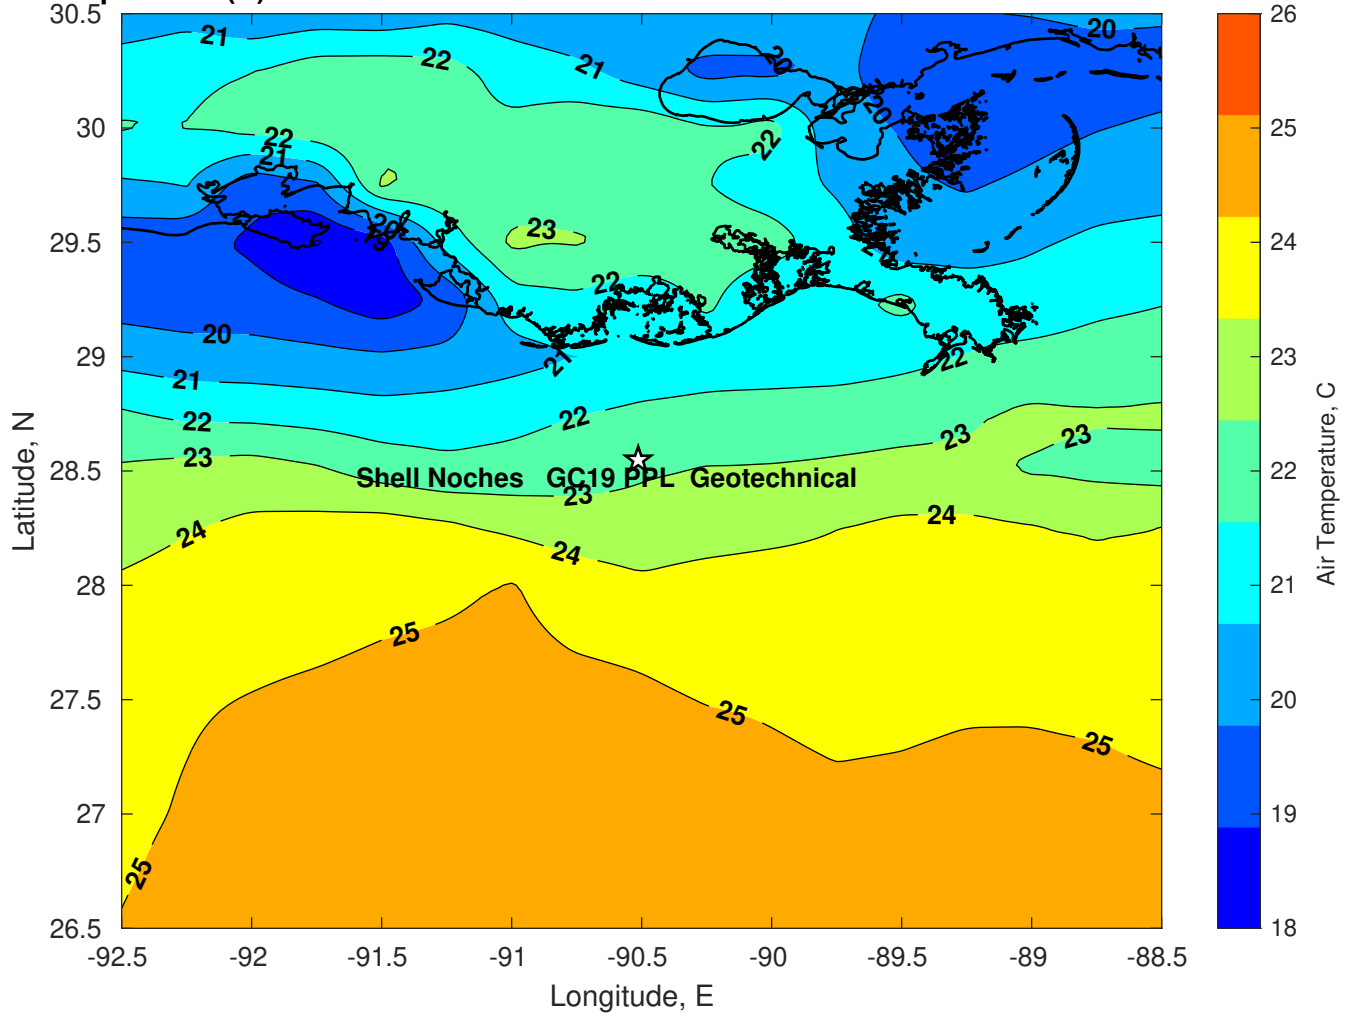 30.5
30
29.5
29
28.5
28
27.5
27
26.5
-92.5 -92 -91.5 -91 -90.5 -90 -89.5 -89 -88.5
Longitude, E
Latitude, N
21 22 21 20 20
22 21 22 20
20 19 23
22
20 21 22
21
22 22
23 23 23
Shell Noches GC19 PPL Geotechnical
23
24 24 24
25
25 25
25
26
25
24
23
22
21
20
19
18
Air Temperature, C